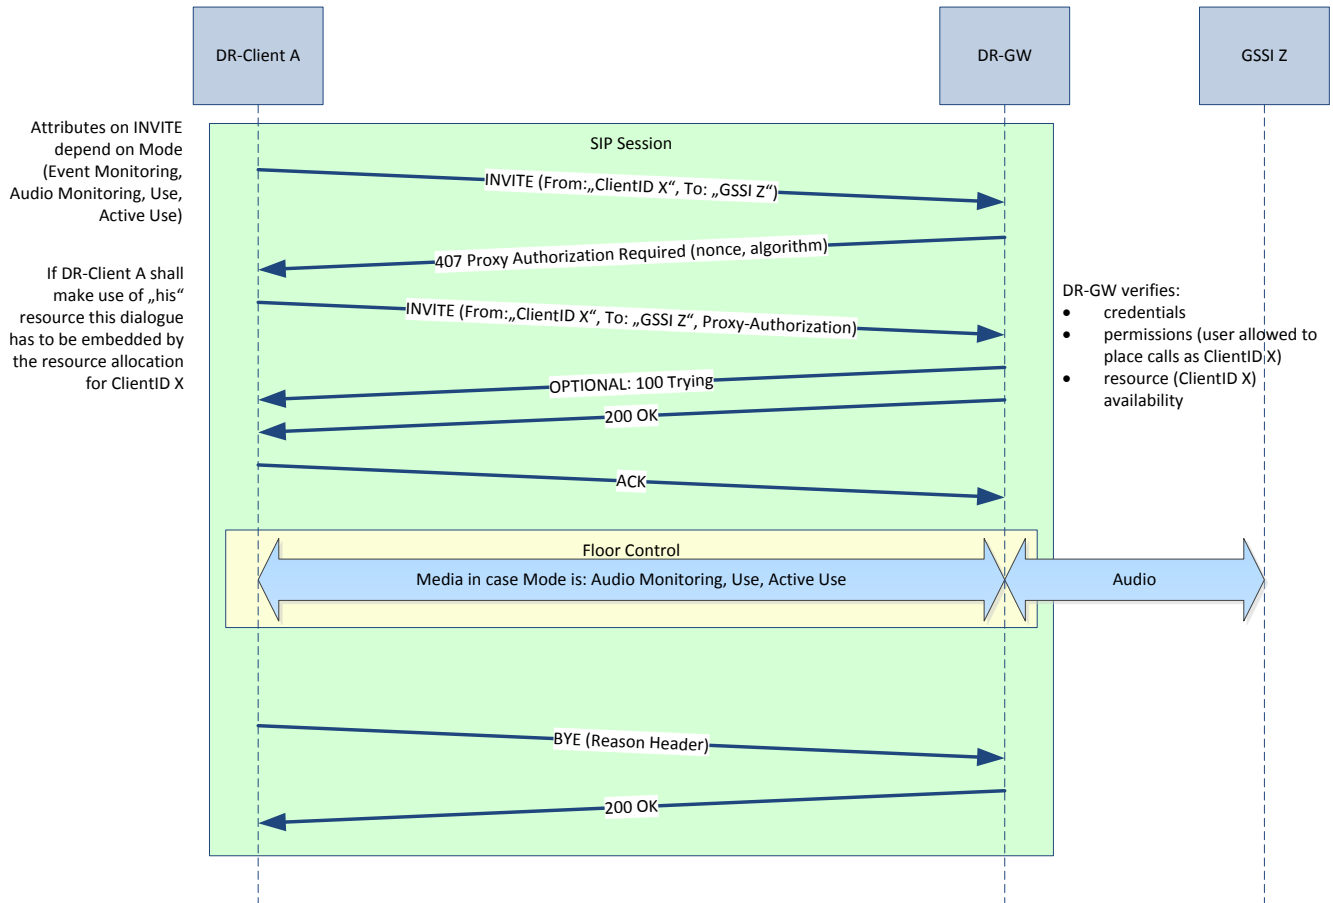 DR-Client A
DR-GW
GSSI Z
Attributes on INVITE
depend on Mode
(Event Monitoring,
Audio Monitoring, Use,
Active Use)
SIP Session
INVITE (From:„ClientID X“, To: „GSSI Z“)
407 Proxy Authorization Required (nonce, algorithm)
If DR-Client A shall
make use of „his“
resource this dialogue
has to be embedded by
the resource allocation
for ClientID X
INVITE (From:„ClientID X“, To: „GSSI Z“, Proxy-Authorization)
DR-GW verifies:
• credentials
• permissions (user allowed to
place calls as ClientID X)
• resource (ClientID X)
availability
OPTIONAL: 100 Trying
200 OK
ACK
Floor Control
Media in case Mode is: Audio Monitoring, Use, Active Use
Audio
BYE (Reason Header)
200 OK